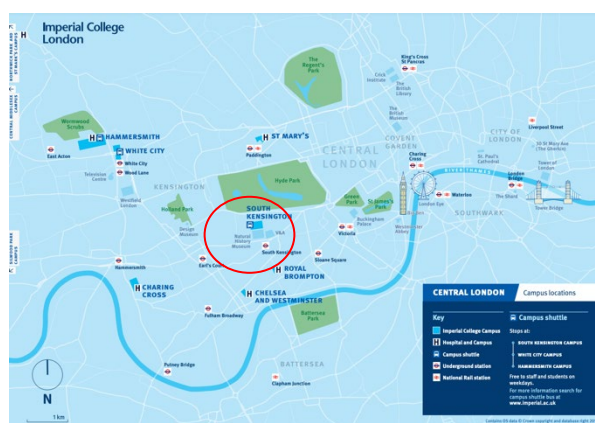 Imperial College
London
HAMMERSMITH
WHITE CITY
ST MARY'S
SOUTH
KENSINGTON
ROYAL
BROMPTON
CHELSEA
AND WESTMINSTER
CHARING
CROSS
CENTRAL
LONDON
KENSINGTON
COVENT
GARDEN
CITY OF
LONDON
SOUTHWARK
BATTERSEA
RIVER THAMES
Wormwood
Scrubs
The
Regent's
Park
Hyde Park
Holland Park
Green
Park
St James's
Park
Battersea
Park
King's Cross
St Pancras
Crick
Institute
The
British
Library
The
British
Museum
Liverpool Street
East Acton
White City
Wood Lane
Television
Centre
Westfield
London
Paddington
Charing
Cross
St. Paul's
Cathedral
Tower of
London
London
Bridge
The Shard
Tower Bridge
London Eye
Waterloo
Westminster
Abbey
Buckingham
Palace
Victoria
Design
Museum
Natural
History
Museum
V&A
South Kensington
Sloane Square
Earl's Court
Hammersmith
Fulham Broadway
Putney Bridge
Clapham Junction
N
1 km
CENTRAL LONDON
Campus locations
Key
Imperial College Campus
H Hospital and Campus
Campus shuttle
Underground station
National Rail station
Campus shuttle
Stops at:
SOUTH KENSINGTON CAMPUS
WHITE CITY CAMPUS
HAMMERSMITH CAMPUS
Free to staff and students on
weekdays.
For more information search for
campus shuttle bus at
www.imperial.ac.uk